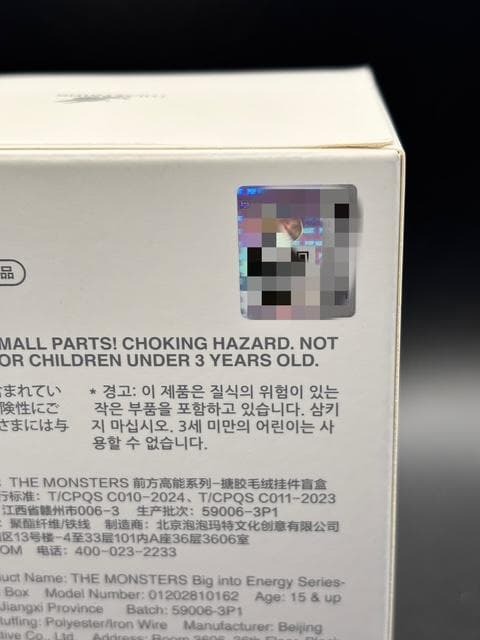 品
MALL PARTS! CHOKING HAZARD. NOT
OR CHILDREN UNDER 3 YEARS OLD.
含まれてい
険性にご
さまには与
* 경고: 이 제품은 질식의 위험이 있는
작은 부품을 포함하고 있습니다. 삼키
지 마십시오. 3세 미만의 어린이는 사
용할 수 없습니다.
: THE MONSTERS 前方高能系列-搪胶毛绒挂件盲盒
行标准: T/CPQS C010-2024、T/CPQS C011-2023
江西省赣州市006-3 生产批次: 59006-3P1
: 聚酯纤维/铁线 制造商: 北京泡泡玛特文化创意有限公司
区13号楼-4至33层101内A座36层3606室
OM 电话: 400-023-2233
uct Name: THE MONSTERS Big into Energy Series-
Box Model Number: 01202810162 Age: 15 & up
Jiangxi Province Batch: 59006-3P1
tuffing: Polyester/Iron Wire Manufacturer: Beijing
tive Co., Ltd. Address: Room 3606, 36th Floor